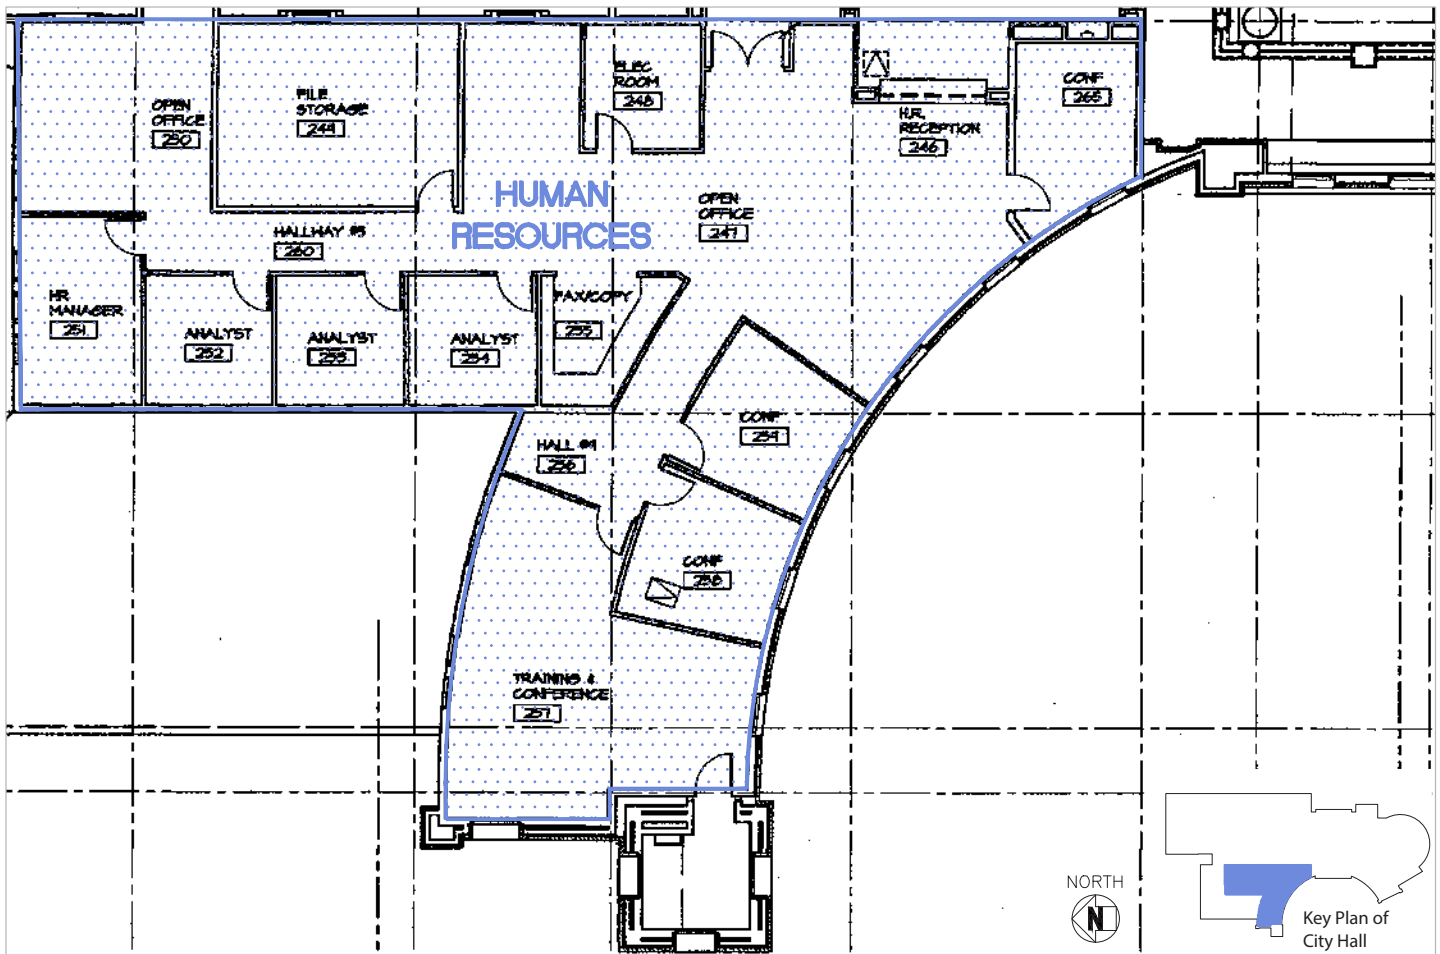 ELEC
ROOM
248
CONF
265
OPEN
OFFICE
250
FILE
STORAGE
249
H.R.
RECEPTION
246
HUMAN
RESOURCES
OPEN
OFFICE
247
HALLWAY #5
260
HR
MANAGER
251
FAX/COPY
255
ANALYST
252
ANALYST
253
ANALYST
254
CONF
259
HALL #4
256
CONF
258
TRAINING &
CONFERENCE
257
NORTH
N
Key Plan of
City Hall